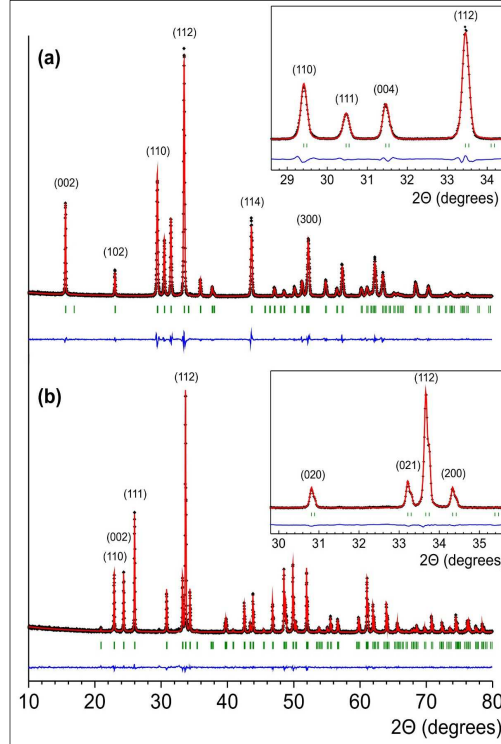 (a)
(002)
(102)
(110)
(112)
(114)
(300)
(110)
(111)
(004)
(112)
29 30 31 32 33 34
2Θ (degrees)
(b)
(110)
(002)
(111)
(112)
(020)
(021)
(112)
(200)
30 31 32 33 34 35
2Θ (degrees)
10 20 30 40 50 60 70 80
2Θ (degrees)